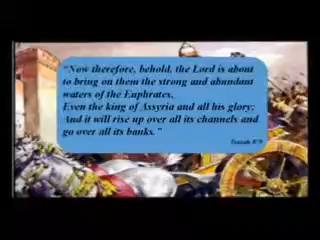 “Now therefore, behold, the Lord is about
to bring on them the strong and abundant
waters of the Euphrates,
Even the king of Assyria and all his glory;
And it will rise up over all its channels and
go over all its banks.”
Isaiah